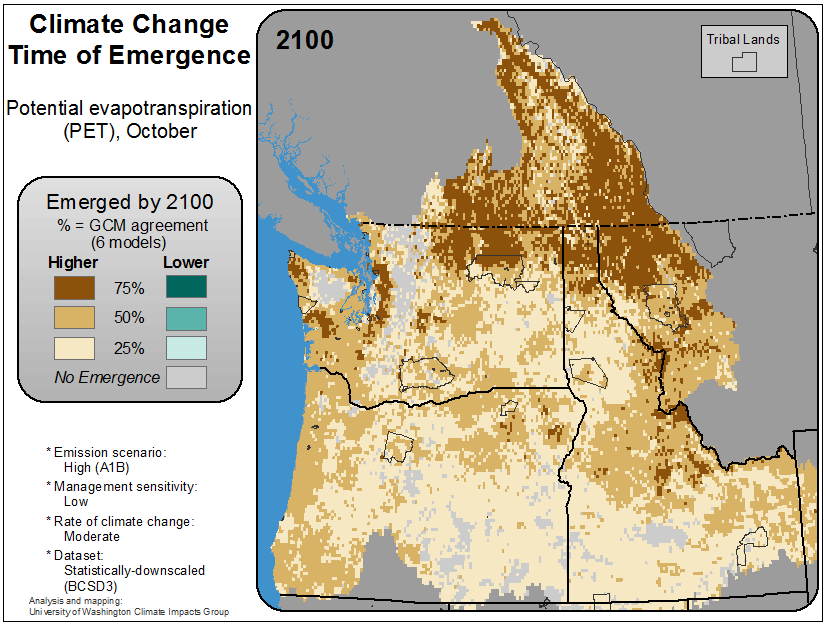 Climate Change
Time of Emergence
Potential evapotranspiration
(PET), October
Emerged by 2100
% = GCM agreement
(6 models)
Higher Lower
75%
50%
25%
No Emergence
* Emission scenario:
High (A1B)
* Management sensitivity:
Low
* Rate of climate change:
Moderate
* Dataset:
Statistically-downscaled
(BCSD3)
Analysis and mapping:
University of Washington Climate Impacts Group
2100
Tribal Lands